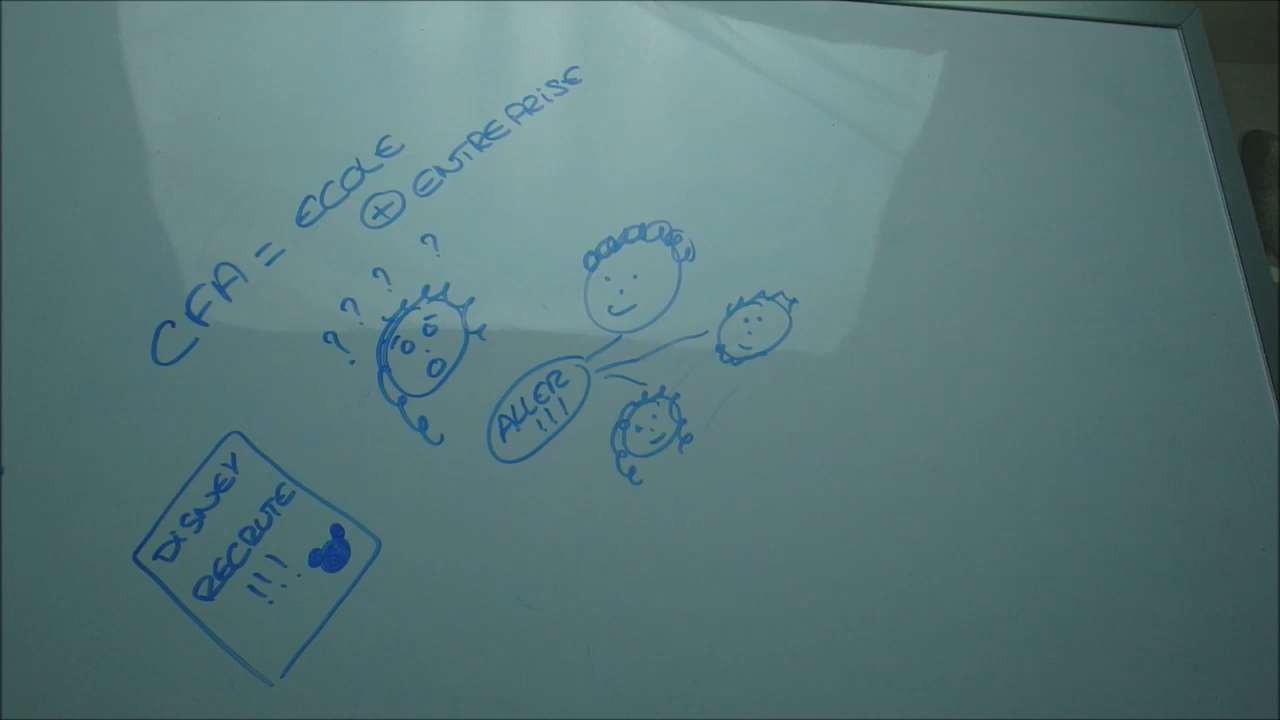 CFA = ECOLE
⊕ ENTREPRISE
? ? ? ?
ALLER
!!!
DISNEY
RECRUTE
!!!